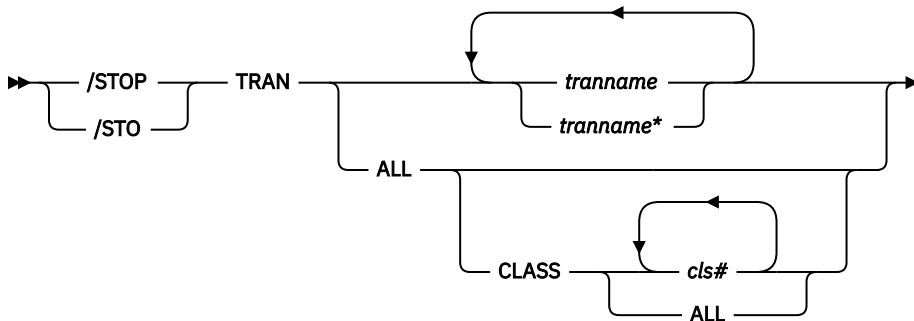 /STOP TRAN tranname
/STO tranname*
ALL
CLASS cls#
ALL